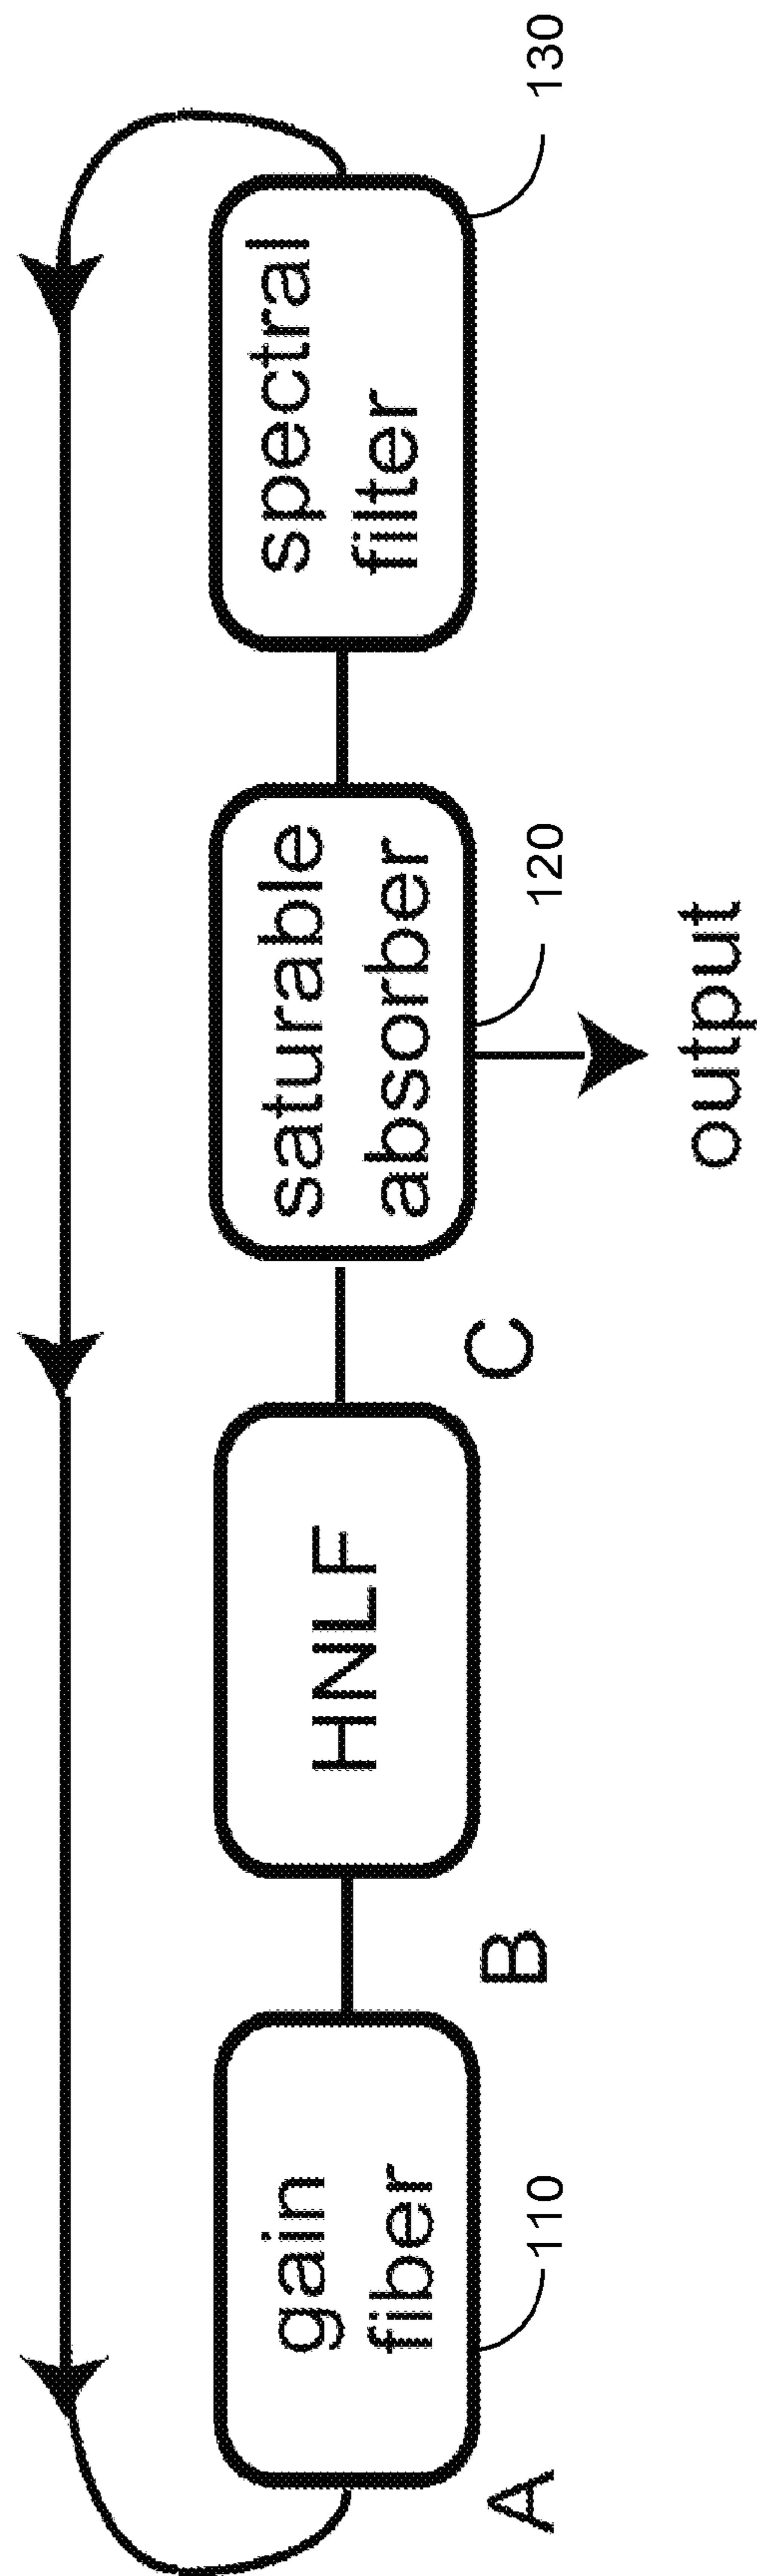 gain
fiber
110
HNLF
saturable
absorber
120
spectral
filter
130
A
B
C
output